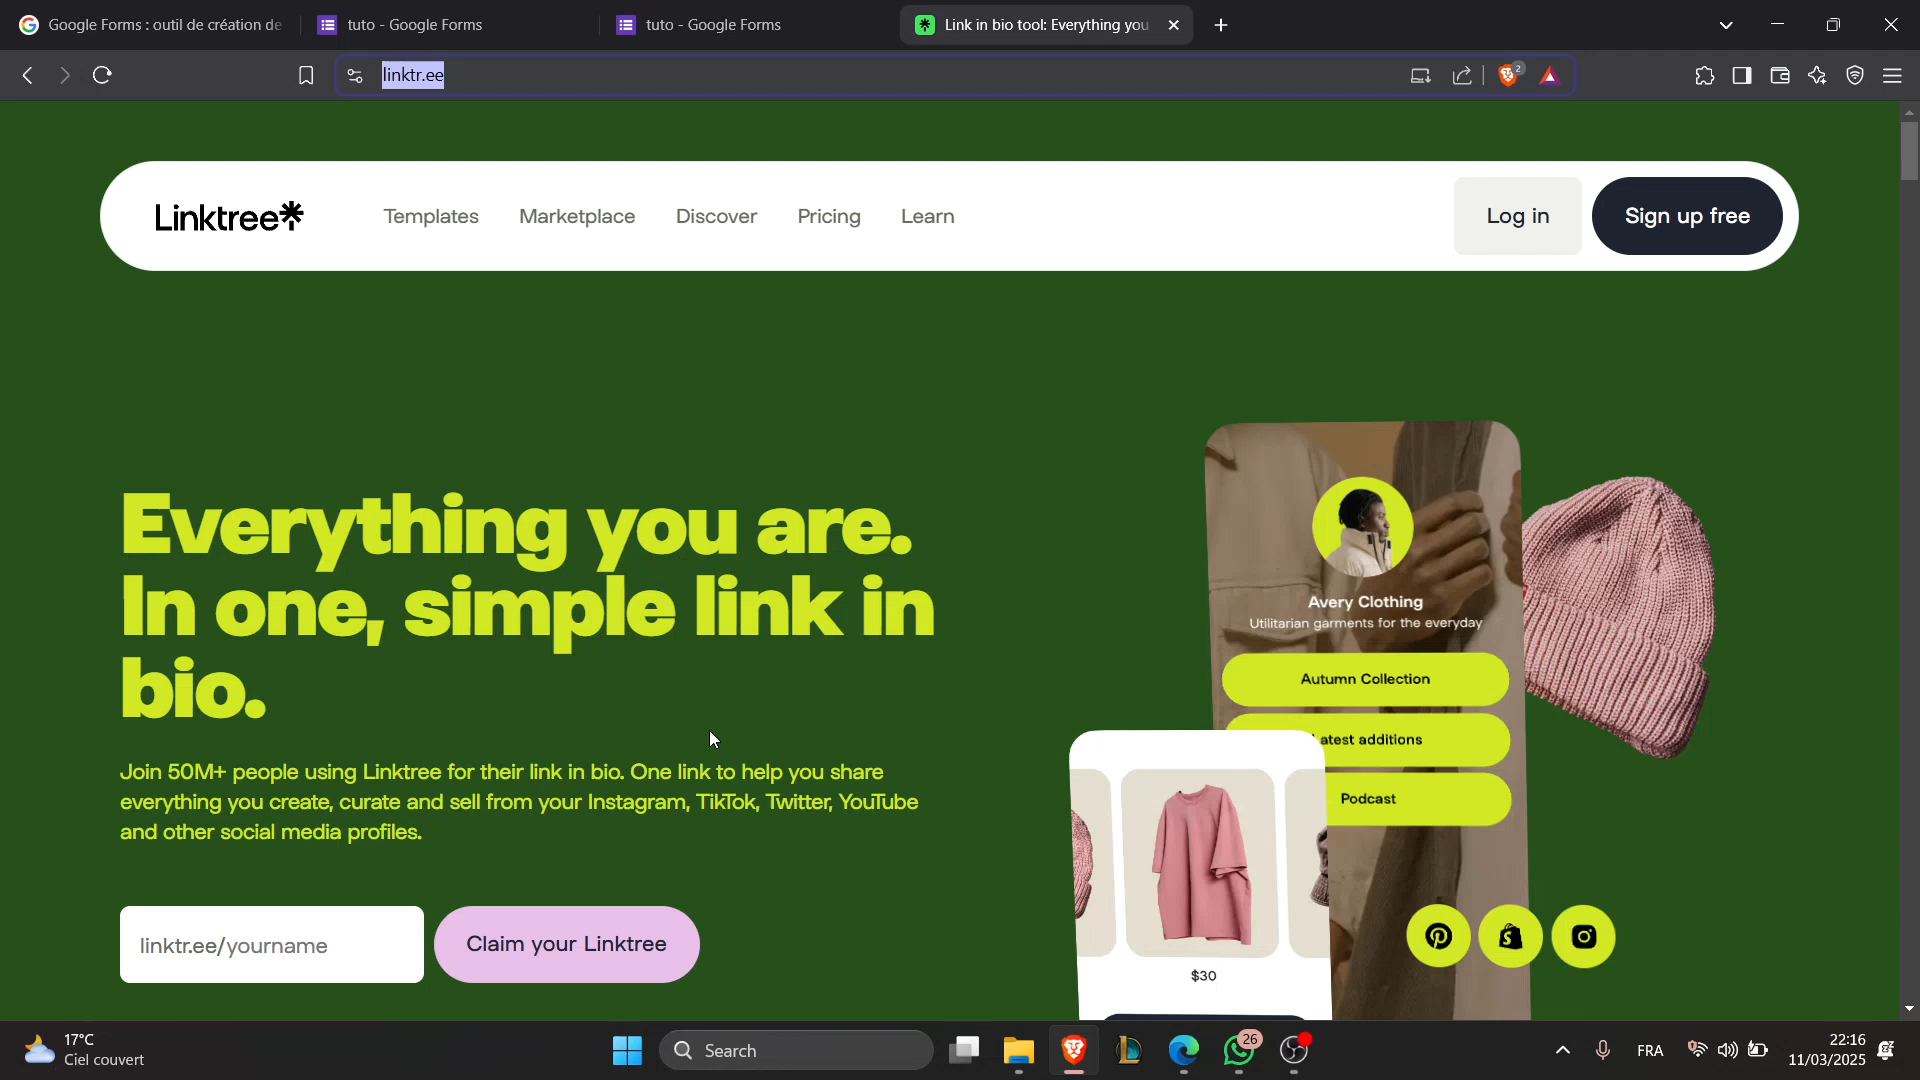 Google Forms : outil de création de
tuto - Google Forms
tuto - Google Forms
Link in bio tool: Everything you
linktr.ee
2
Linktree
Templates
Marketplace
Discover
Pricing
Learn
Log in
Sign up free
Everything you are.
In one, simple link in
bio.
Join 50M+ people using Linktree for their link in bio. One link to help you share
everything you create, curate and sell from your Instagram, TikTok, Twitter, YouTube
and other social media profiles.
linktr.ee/yourname
Claim your Linktree
Avery Clothing
Utilitarian garments for the everyday
Autumn Collection
atest additions
Podcast
$30
17°C
Ciel couvert
Search
26
FRA
22:16
11/03/2025